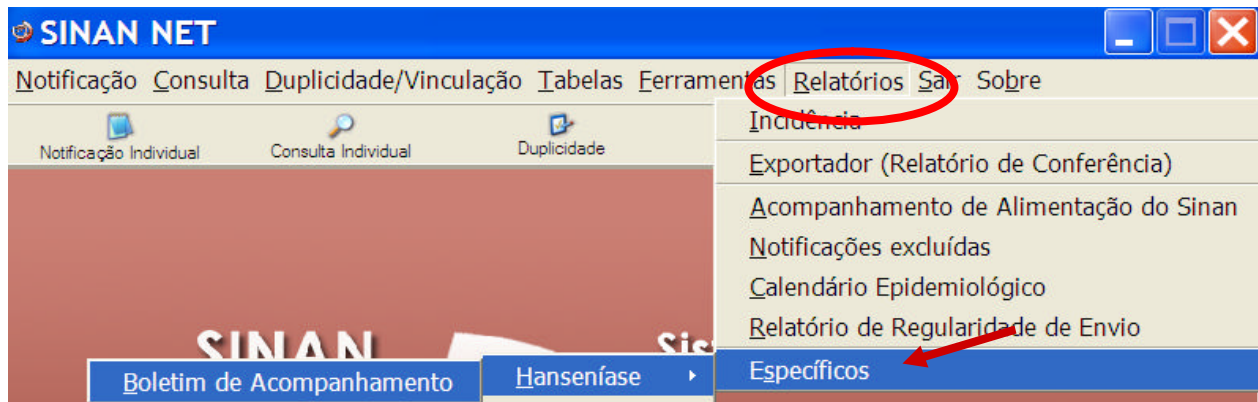 SINAN NET
Notificação Consulta Duplicidade/Vinculação Tabelas Ferramentas Relatórios Sair Sobre
Notificação Individual Consulta Individual Duplicidade
Incidência
Exportador (Relatório de Conferência)
Acompanhamento de Alimentação do Sinan
Notificações excluídas
Calendário Epidemiológico
Relatório de Regularidade de Envio
SINAN
Boletim de Acompanhamento Hanseníase Específicos